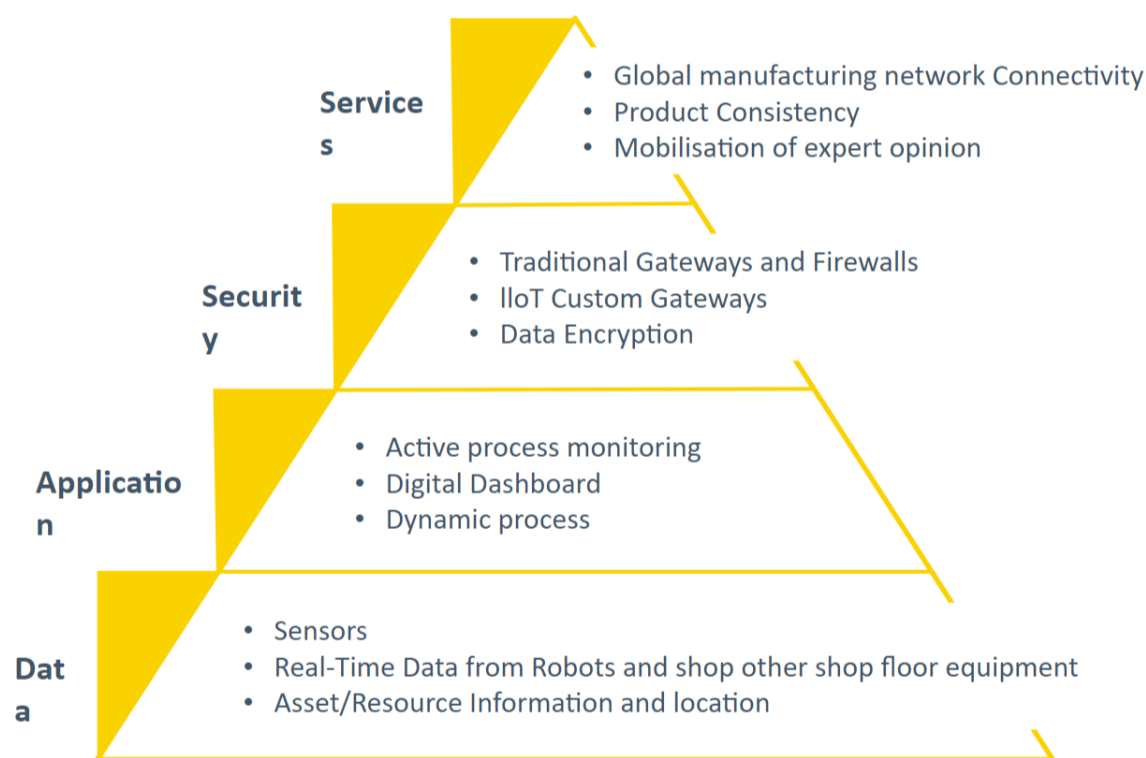 Service
s
• Global manufacturing network Connectivity
• Product Consistency
• Mobilisation of expert opinion
Securit
y
• Traditional Gateways and Firewalls
• lloT Custom Gateways
• Data Encryption
Applicatio
n
• Active process monitoring
• Digital Dashboard
• Dynamic process
Dat
a
• Sensors
• Real-Time Data from Robots and shop other shop floor equipment
• Asset/Resource Information and location